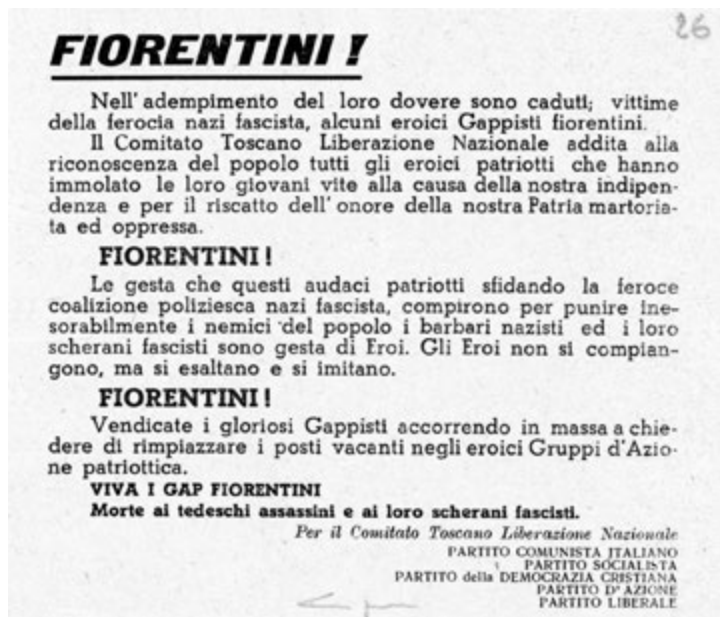 26
FIORENTINI !
Nell' adempimento del loro dovere sono caduti; vittime
della ferocia nazi fascista, alcuni eroici Gappisti fiorentini.
Il Comitato Toscano Liberazione Nazionale addita alla
riconoscenza del popolo tutti gli eroici patriotti che hanno
immolato le loro giovani vite alla causa della nostra indipen-
denza e per il riscatto dell' onore della nostra Patria martoria-
ta ed oppressa.
FIORENTINI !
Le gesta che questi audaci patriotti sfidando la feroce
coalizione poliziesca nazi fascista, compirono per punire ine-
sorabilmente i nemici del popolo i barbari nazisti ed i loro
scherani fascisti sono gesta di Eroi. Gli Eroi non si compian-
gono, ma si esaltano e si imitano.
FIORENTINI !
Vendicate i gloriosi Gappisti accorrendo in massa a chie-
dere di rimpiazzare i posti vacanti negli eroici Gruppi d'Azio-
ne patriottica.
VIVA I GAP FIORENTINI
Morte ai tedeschi assassini e ai loro scherani fascisti.
Per il Comitato Toscano Liberazione Nazionale
PARTITO COMUNISTA ITALIANO
PARTITO SOCIALISTA
PARTITO della DEMOCRAZIA CRISTIANA
PARTITO D' AZIONE
PARTITO LIBERALE